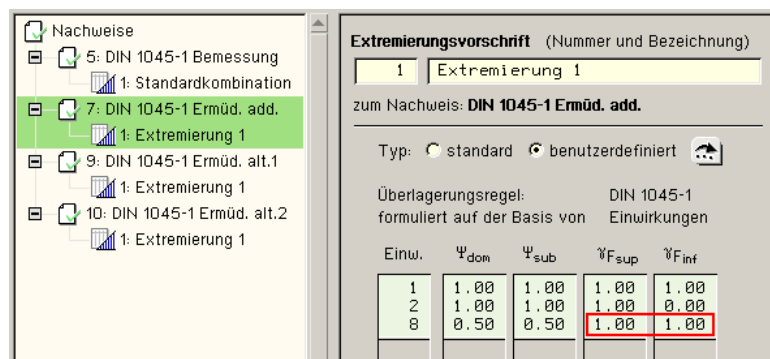 Nachweise
5: DIN 1045-1 Bemessung
1: Standardkombination
7: DIN 1045-1 Ermüd. add.
1: Extremierung 1
9: DIN 1045-1 Ermüd. alt.1
1: Extremierung 1
10: DIN 1045-1 Ermüd. alt.2
1: Extremierung 1
Extremierungsvorschrift (Nummer und Bezeichnung)
1 Extremierung 1
zum Nachweis: DIN 1045-1 Ermüd. add.
Typ: standard benutzerdefiniert
Überlagerungsregel: DIN 1045-1
formuliert auf der Basis von Einwirkungen
Einw. Ψdom Ψsub γFsup γFinf
1 1.00 1.00 1.00 1.00
2 1.00 1.00 1.00 0.00
8 0.50 0.50 1.00 1.00